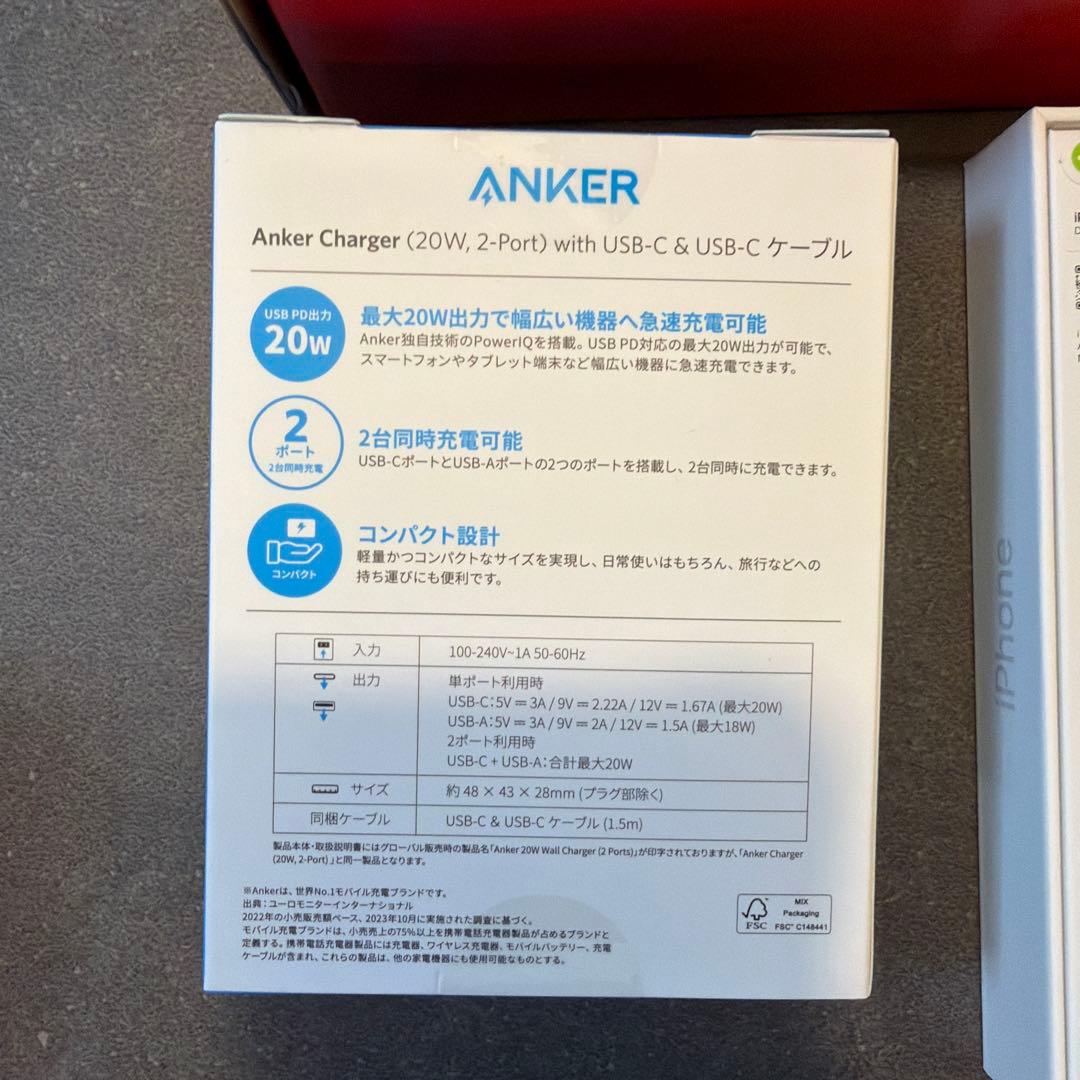 ANKER
Anker Charger (20W, 2-Port) with USB-C & USB-C ケーブル
USB PD出力
20W
最大20W出力で幅広い機器へ急速充電可能
Anker独自技術のPowerIQを搭載。USB PD対応の最大20W出力が可能で、
スマートフォンやタブレット端末など幅広い機器に急速充電できます。
2
ポート
2台同時充電
2台同時充電可能
USB-CポートとUSB-Aポートの2つのポートを搭載し、2台同時に充電できます。
コンパクト
コンパクト設計
軽量かつコンパクトなサイズを実現し、日常使いはもちろん、旅行などへの
持ち運びにも便利です。
入力 100-240V~1A 50-60Hz
出力 単ポート利用時
USB-C:5V⎓3A / 9V⎓2.22A / 12V⎓1.67A (最大20W)
USB-A:5V⎓3A / 9V⎓2A / 12V⎓1.5A (最大18W)
2ポート利用時
USB-C + USB-A:合計最大20W
サイズ 約 48 × 43 × 28mm (プラグ部除く)
同梱ケーブル USB-C & USB-C ケーブル (1.5m)
製品本体・取扱説明書にはグローバル販売時の製品名「Anker 20W Wall Charger (2 Ports)」が印字されておりますが、「Anker Charger
(20W, 2-Port) 」と同一製品となります。
※Ankerは、世界No.1モバイル充電ブランドです。
出典：ユーロモニターインターナショナル
2022年の小売販売額ベース、2023年10月に実施された調査に基づく。
モバイル充電ブランドは、小売売上の75%以上を携帯電話充電器製品が占めるブランドと
定義する。携帯電話充電器製品には充電器、ワイヤレス充電器、モバイルバッテリー、充電
ケーブルが含まれ、これらの製品は、他の家電機器にも使用可能なものとする。
FSC
MIX
Packaging
FSC™ C148441
iPhone